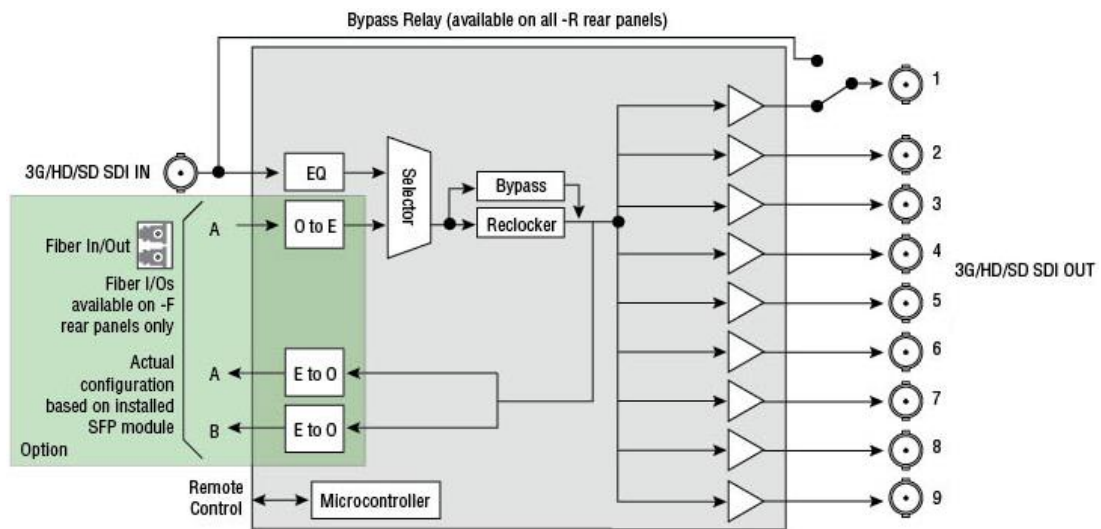 Bypass Relay (available on all -R rear panels)
1
2
3G/HD/SD SDI IN
EQ
Selector
Bypass
3
A
O to E
Reclocker
Fiber In/Out
4
3G/HD/SD SDI OUT
Fiber I/Os
available on -F
rear panels only
5
Actual
configuration
based on installed
SFP module
A
E to O
6
7
B
E to O
Option
8
Remote
Control
Microcontroller
9